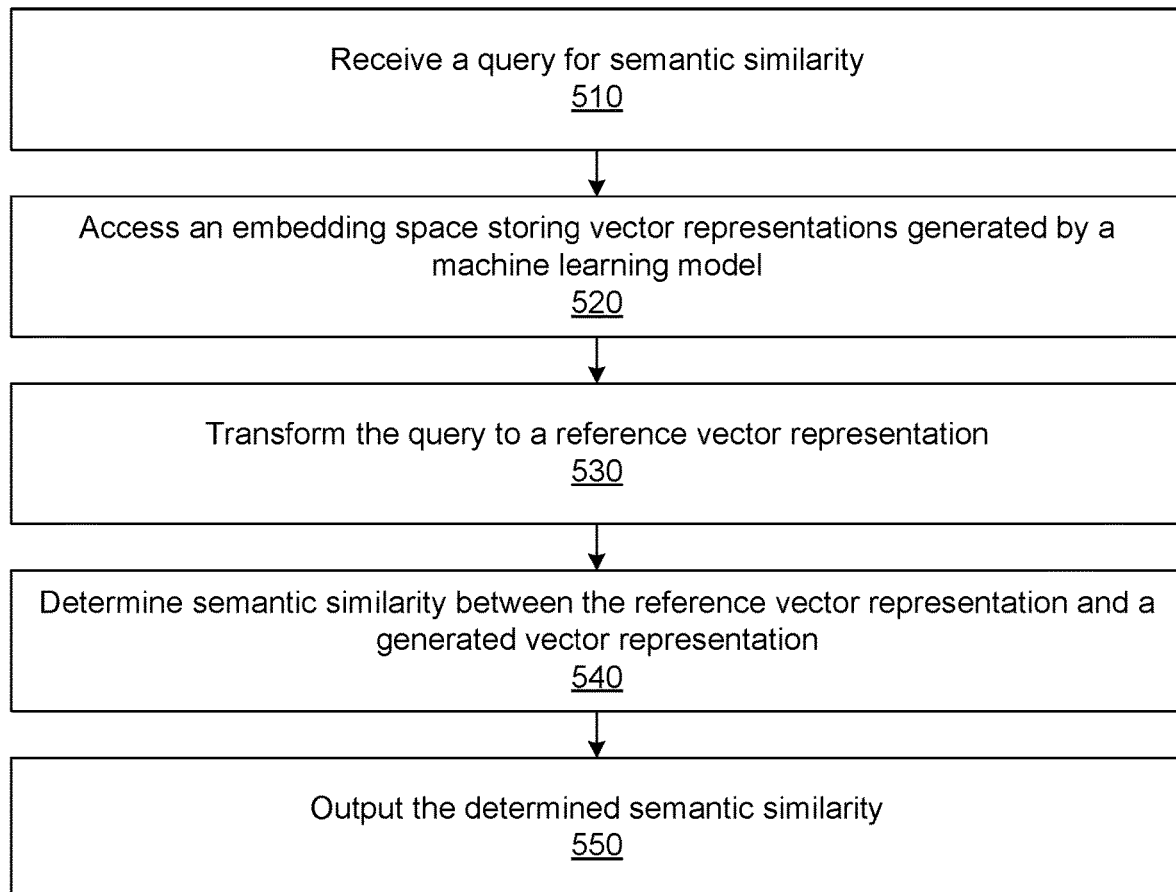 Receive a query for semantic similarity
510
Access an embedding space storing vector representations generated by a
machine learning model
520
Transform the query to a reference vector representation
530
Determine semantic similarity between the reference vector representation and a
generated vector representation
540
Output the determined semantic similarity
550